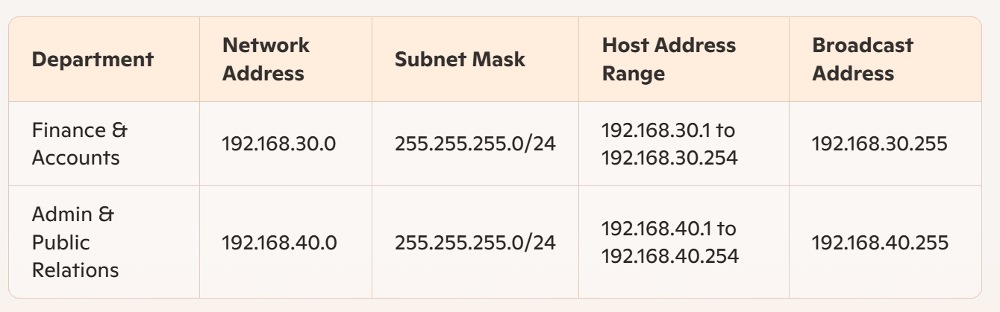 Department
Network
Address
Subnet Mask
Host Address
Range
Broadcast
Address
Finance &
Accounts
192.168.30.0
255.255.255.0/24
192.168.30.1 to
192.168.30.254
192.168.30.255
Admin &
Public
Relations
192.168.40.0
255.255.255.0/24
192.168.40.1 to
192.168.40.254
192.168.40.255